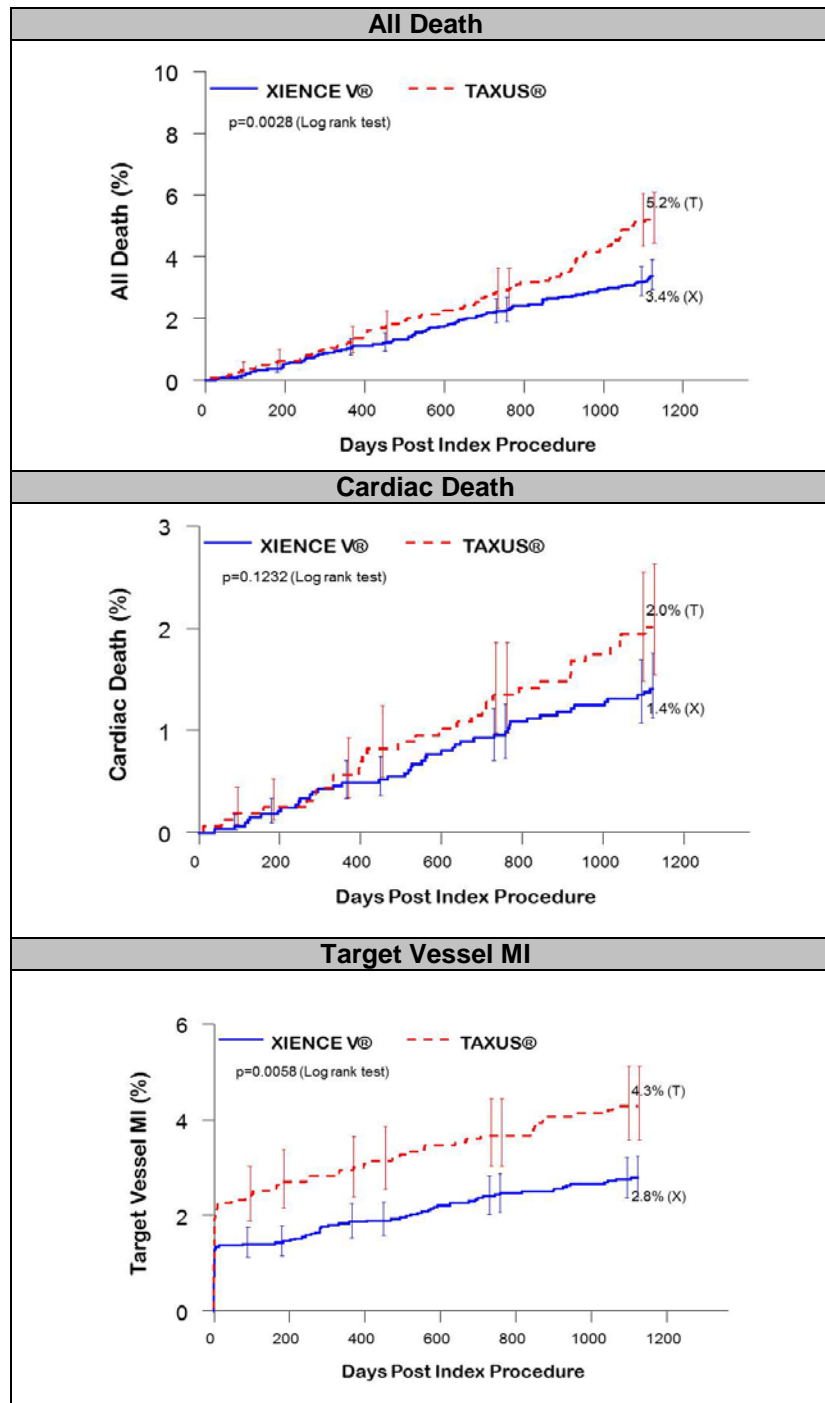 All Death
10
8
6
4
2
0
All Death (%)
XIENCE V® TAXUS®
p=0.0028 (Log rank test)
5.2% (T)
3.4% (X)
0 200 400 600 800 1000 1200
Days Post Index Procedure
Cardiac Death
3
2
1
0
Cardiac Death (%)
XIENCE V® TAXUS®
p=0.1232 (Log rank test)
2.0% (T)
1.4% (X)
0 200 400 600 800 1000 1200
Days Post Index Procedure
Target Vessel MI
6
4
2
0
Target Vessel MI (%)
XIENCE V® TAXUS®
p=0.0058 (Log rank test)
4.3% (T)
2.8% (X)
0 200 400 600 800 1000 1200
Days Post Index Procedure